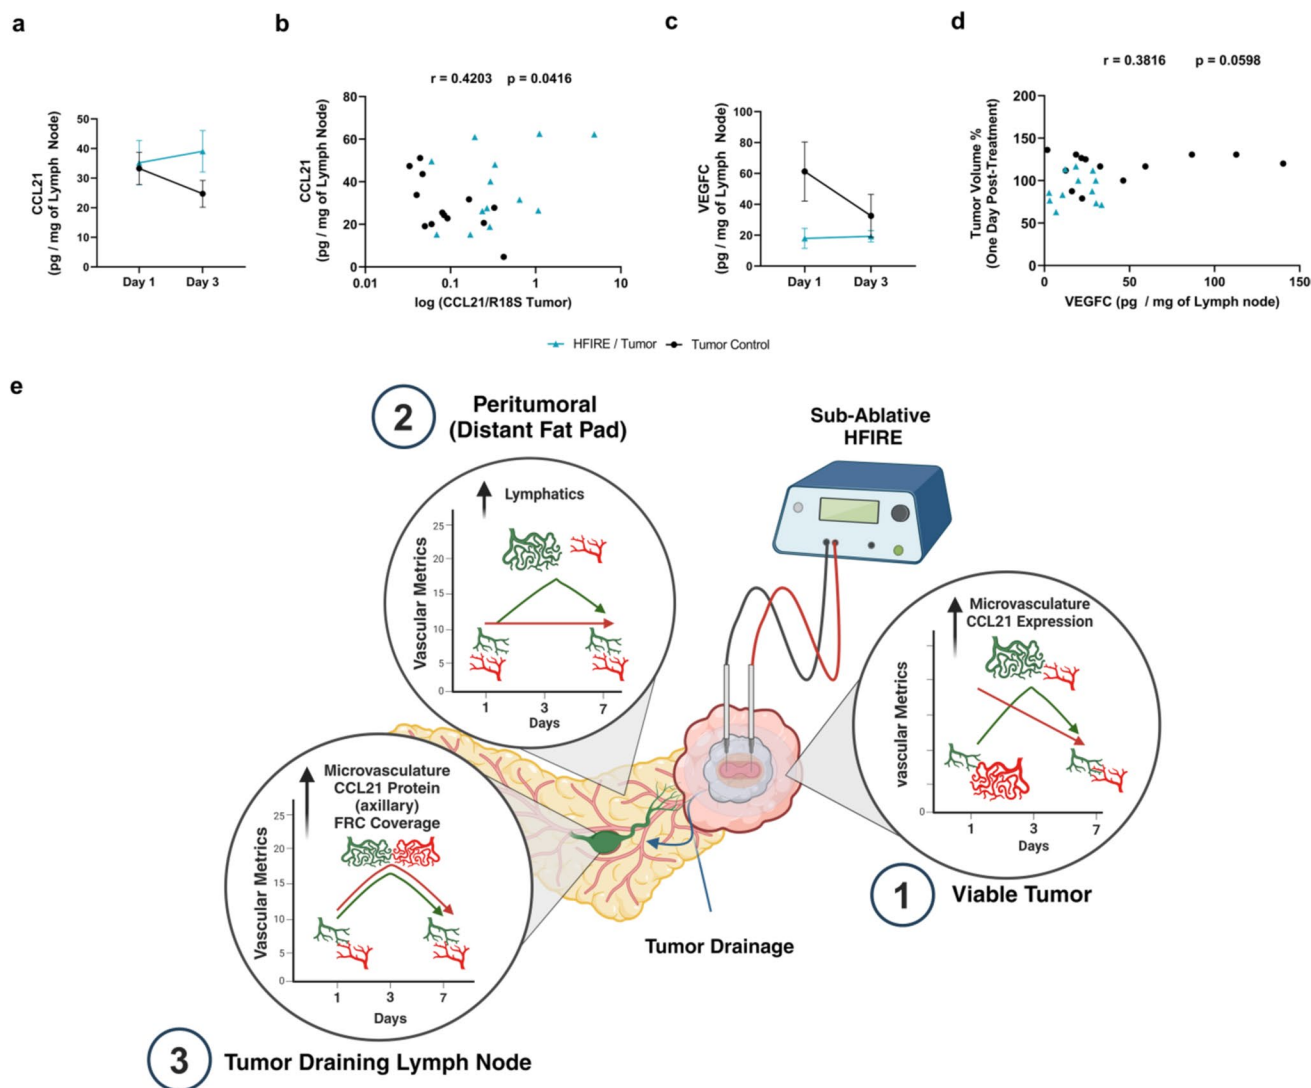 a
CCL21
(pg / mg of Lymph Node)
50
40
30
20
10
0
Day 1 Day 3
b
r = 0.4203 p = 0.0416
CCL21
(pg / mg of Lymph Node)
80
60
40
20
0
0.01 0.1 1 10
log (CCL21/R18S Tumor)
c
VEGFC
(pg / mg of Lymph Node)
100
80
60
40
20
0
Day 1 Day 3
d
r = 0.3816 p = 0.0598
Tumor Volume %
(One Day Post-Treatment)
200
150
100
50
0
0 50 100 150
VEGFC (pg / mg of Lymph node)
HFIRE / Tumor Tumor Control
e
2
Peritumoral
(Distant Fat Pad)
Lymphatics
Vascular Metrics
25
20
15
10
5
0
1 3 7
Days
Sub-Ablative
HFIRE
Microvasculature
CCL21 Expression
vascular Metrics
0
1 3 7
Days
1
Viable Tumor
Microvasculature
CCL21 Protein
(axillary)
FRC Coverage
Vascular Metrics
25
20
15
10
5
0
1 3 7
Days
Tumor Drainage
3
Tumor Draining Lymph Node